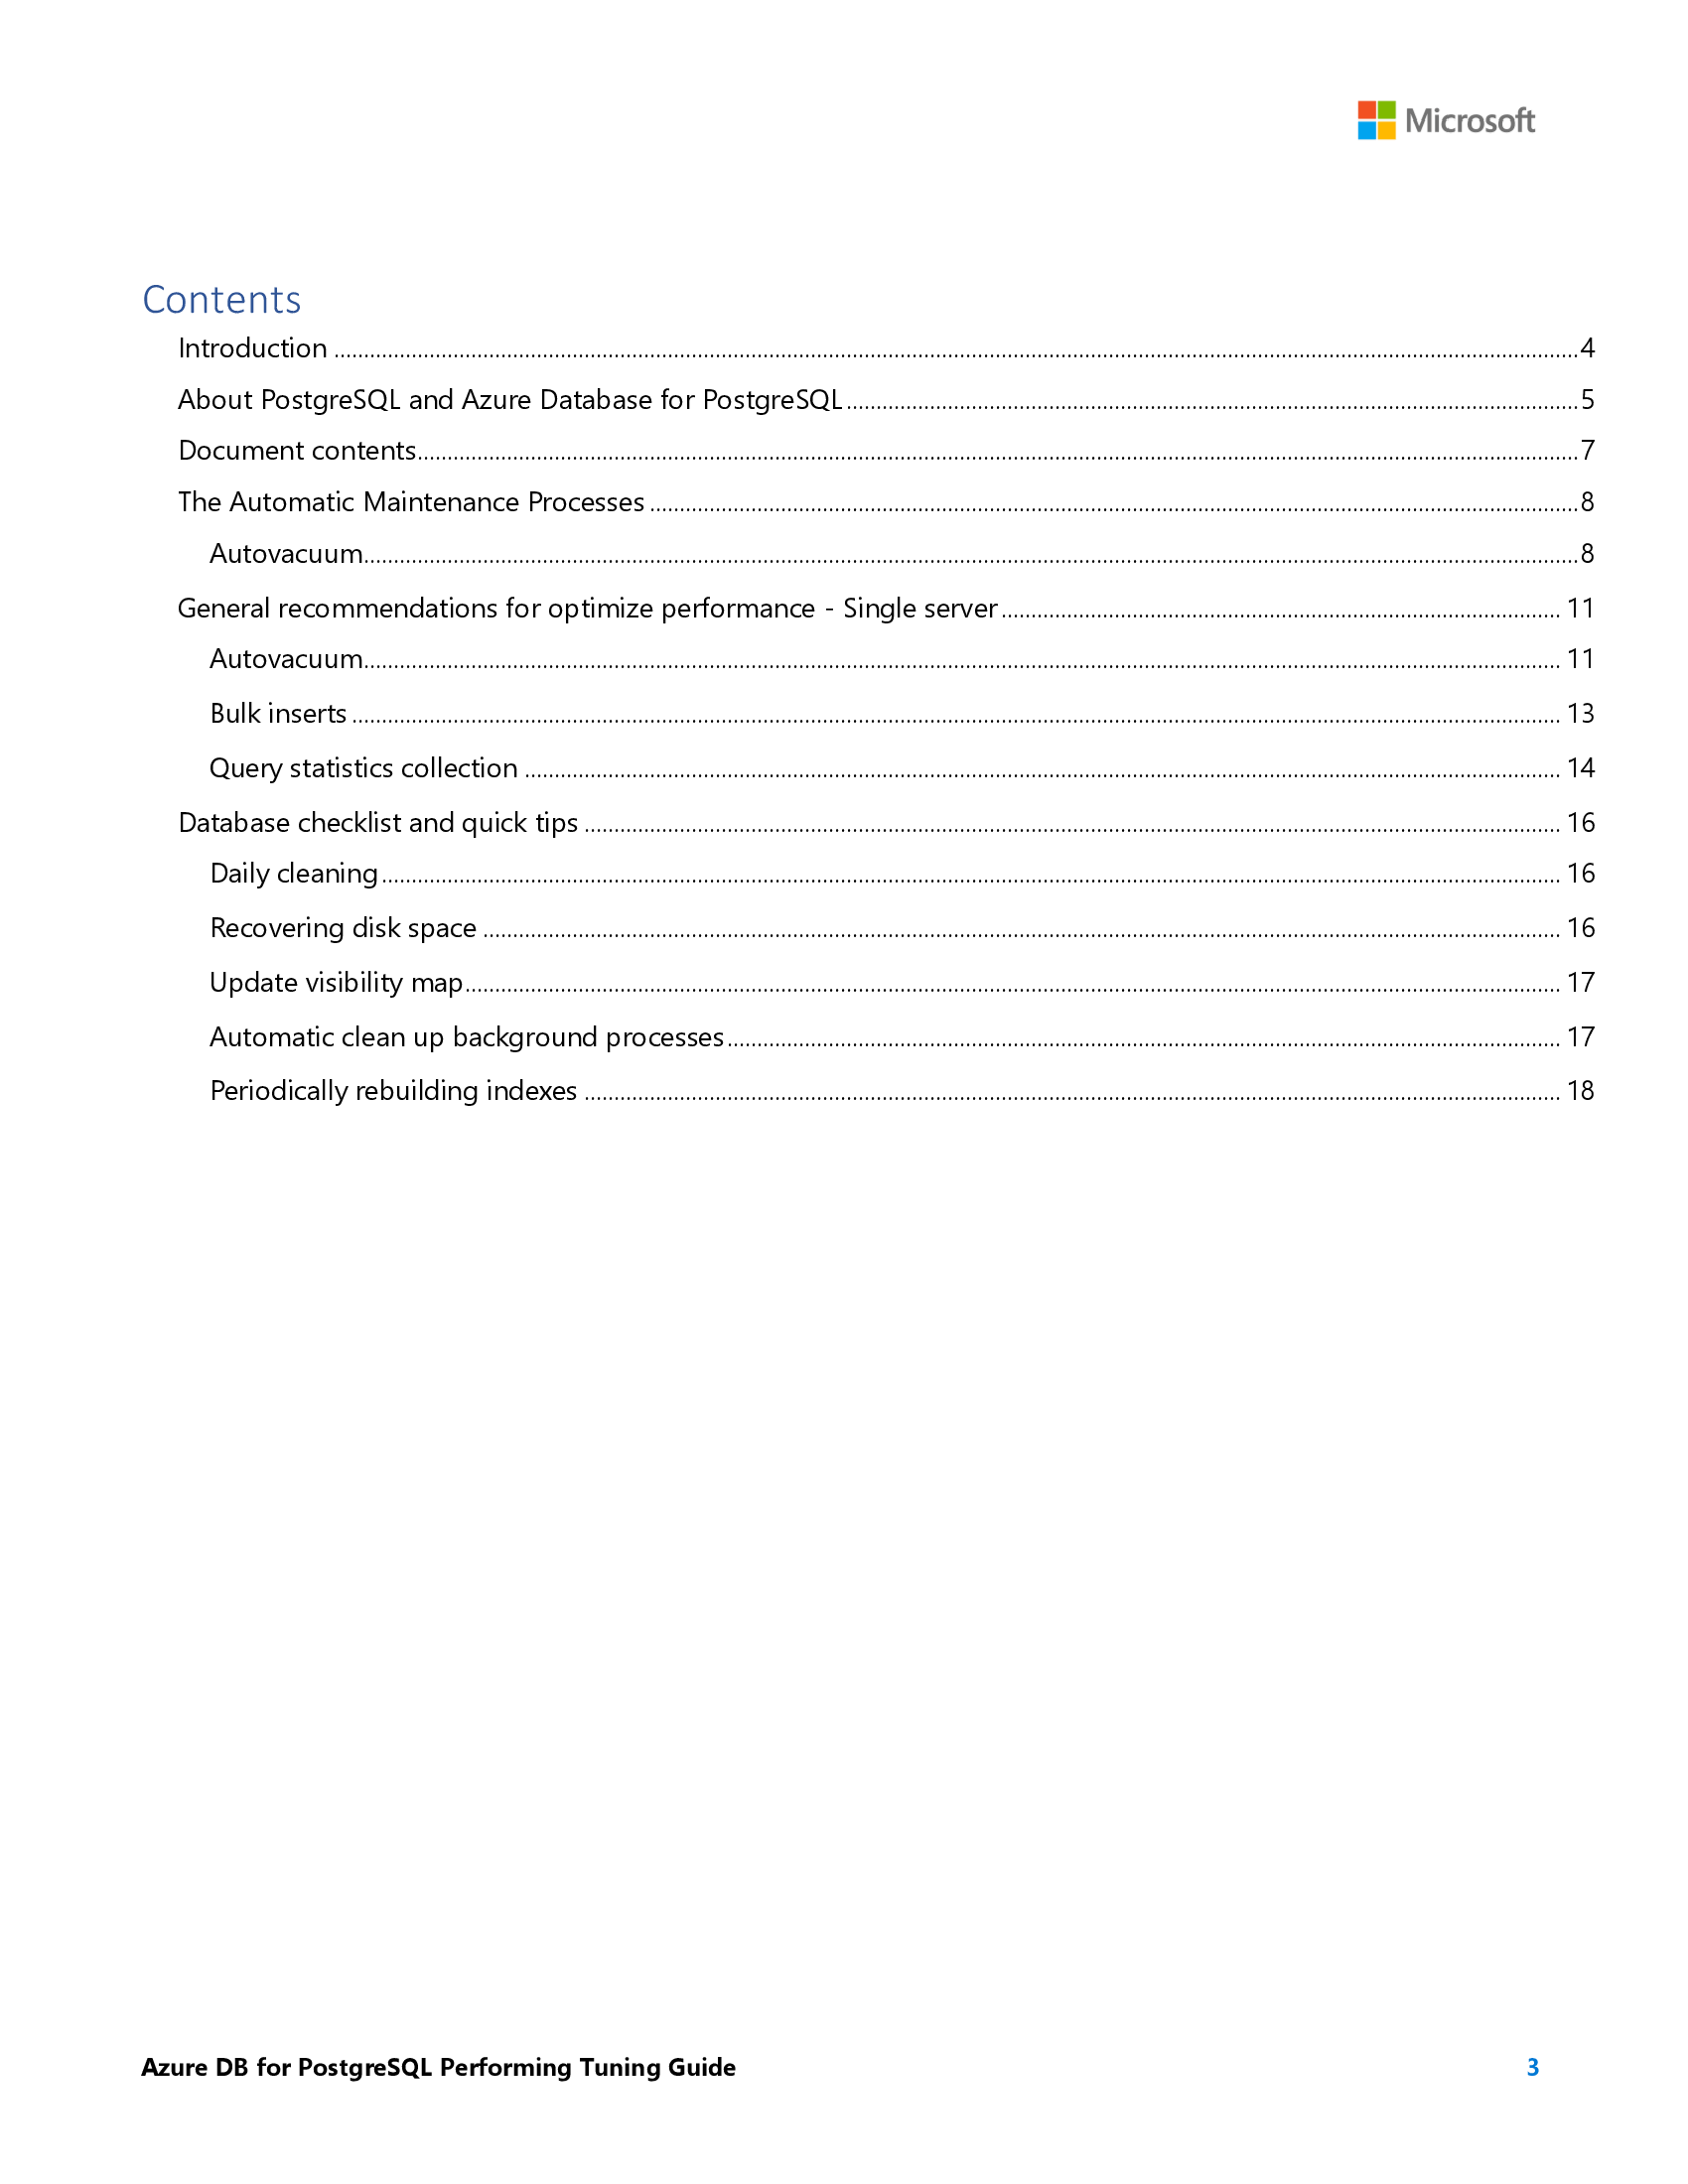 Microsoft
Contents
Introduction 4
About PostgreSQL and Azure Database for PostgreSQL 5
Document contents 7
The Automatic Maintenance Processes 8
Autovacuum 8
General recommendations for optimize performance - Single server 11
Autovacuum 11
Bulk inserts 13
Query statistics collection 14
Database checklist and quick tips 16
Daily cleaning 16
Recovering disk space 16
Update visibility map 17
Automatic clean up background processes 17
Periodically rebuilding indexes 18
Azure DB for PostgreSQL Performing Tuning Guide 3